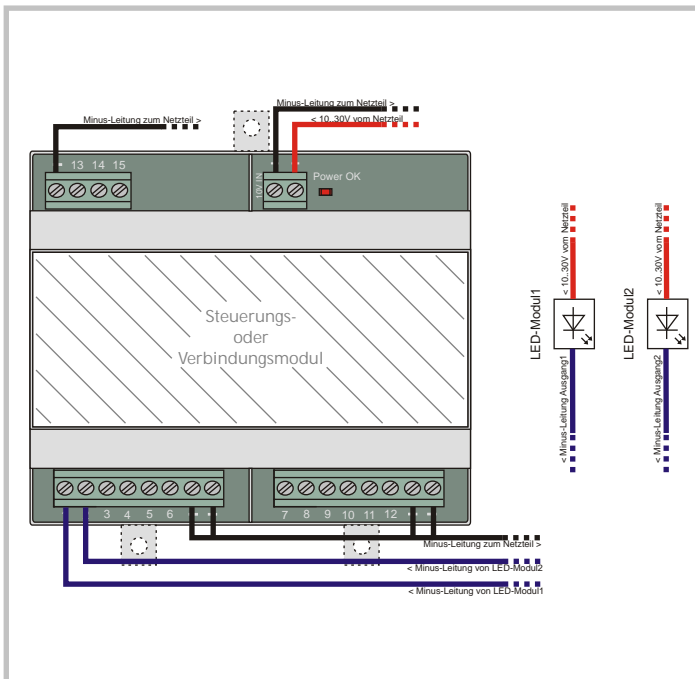 Minus-Leitung zum Netzteil >
Minus-Leitung zum Netzteil >
< 10..30V vom Netzteil
- 13 14 15
10V IN
Power OK
Steuerungs-
oder
Verbindungsmodul
LED-Modul1
< 10..30V vom Netzteil
< Minus-Leitung Ausgang1
LED-Modul2
< 10..30V vom Netzteil
< Minus-Leitung Ausgang2
3 4 5 6 - -
7 8 9 10 11 12 - -
Minus-Leitung zum Netzteil >
< Minus-Leitung von LED-Modul2
< Minus-Leitung von LED-Modul1